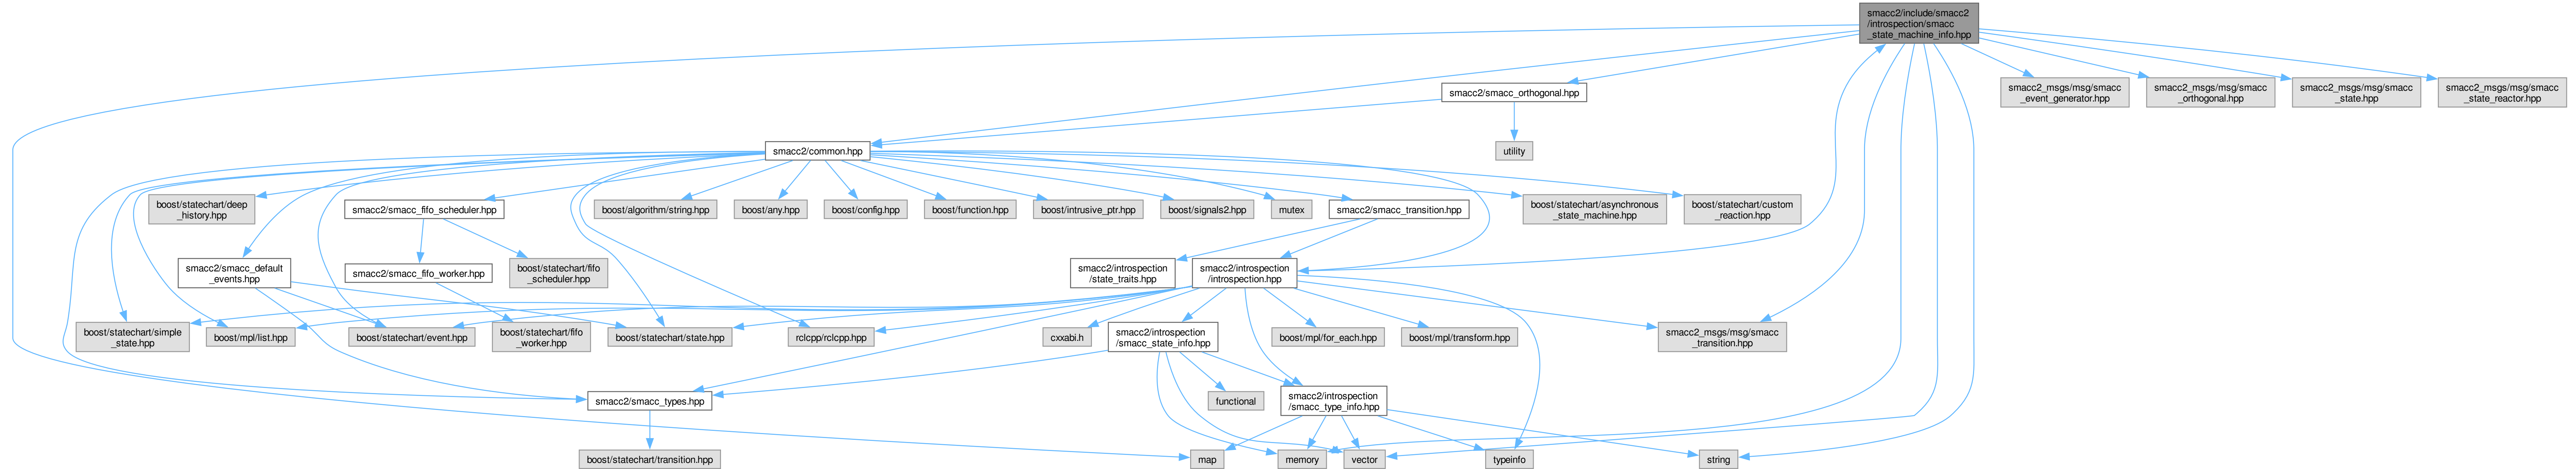 smacc2/include/smacc2
/introspection/smacc
_state_machine_info.hpp
smacc2/smacc_orthogonal.hpp
smacc2_msgs/msg/smacc
_event_generator.hpp
smacc2_msgs/msg/smacc
_orthogonal.hpp
smacc2_msgs/msg/smacc
_state.hpp
smacc2_msgs/msg/smacc
_state_reactor.hpp
smacc2/common.hpp
utility
boost/statechart/deep
_history.hpp
smacc2/smacc_fifo_scheduler.hpp
boost/algorithm/string.hpp
boost/any.hpp
boost/config.hpp
boost/function.hpp
boost/intrusive_ptr.hpp
boost/signals2.hpp
mutex
smacc2/smacc_transition.hpp
boost/statechart/asynchronous
_state_machine.hpp
boost/statechart/custom
_reaction.hpp
smacc2/smacc_default
_events.hpp
smacc2/smacc_fifo_worker.hpp
boost/statechart/fifo
_scheduler.hpp
smacc2/introspection
/state_traits.hpp
smacc2/introspection
/introspection.hpp
boost/statechart/simple
_state.hpp
boost/mpl/list.hpp
boost/statechart/event.hpp
boost/statechart/fifo
_worker.hpp
boost/statechart/state.hpp
rclcpp/rclcpp.hpp
cxxabi.h
smacc2/introspection
/smacc_state_info.hpp
boost/mpl/for_each.hpp
boost/mpl/transform.hpp
smacc2_msgs/msg/smacc
_transition.hpp
smacc2/smacc_types.hpp
functional
smacc2/introspection
/smacc_type_info.hpp
boost/statechart/transition.hpp
map
memory
vector
typeinfo
string